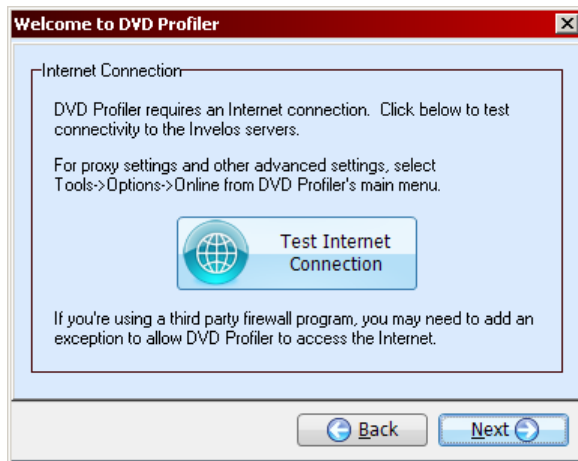 Welcome to DVD Profiler
Internet Connection
DVD Profiler requires an Internet connection.  Click below to test
connectivity to the Invelos servers.
For proxy settings and other advanced settings, select
Tools->Options->Online from DVD Profiler's main menu.
Test Internet
Connection
If you're using a third party firewall program, you may need to add an
exception to allow DVD Profiler to access the Internet.
Back
Next